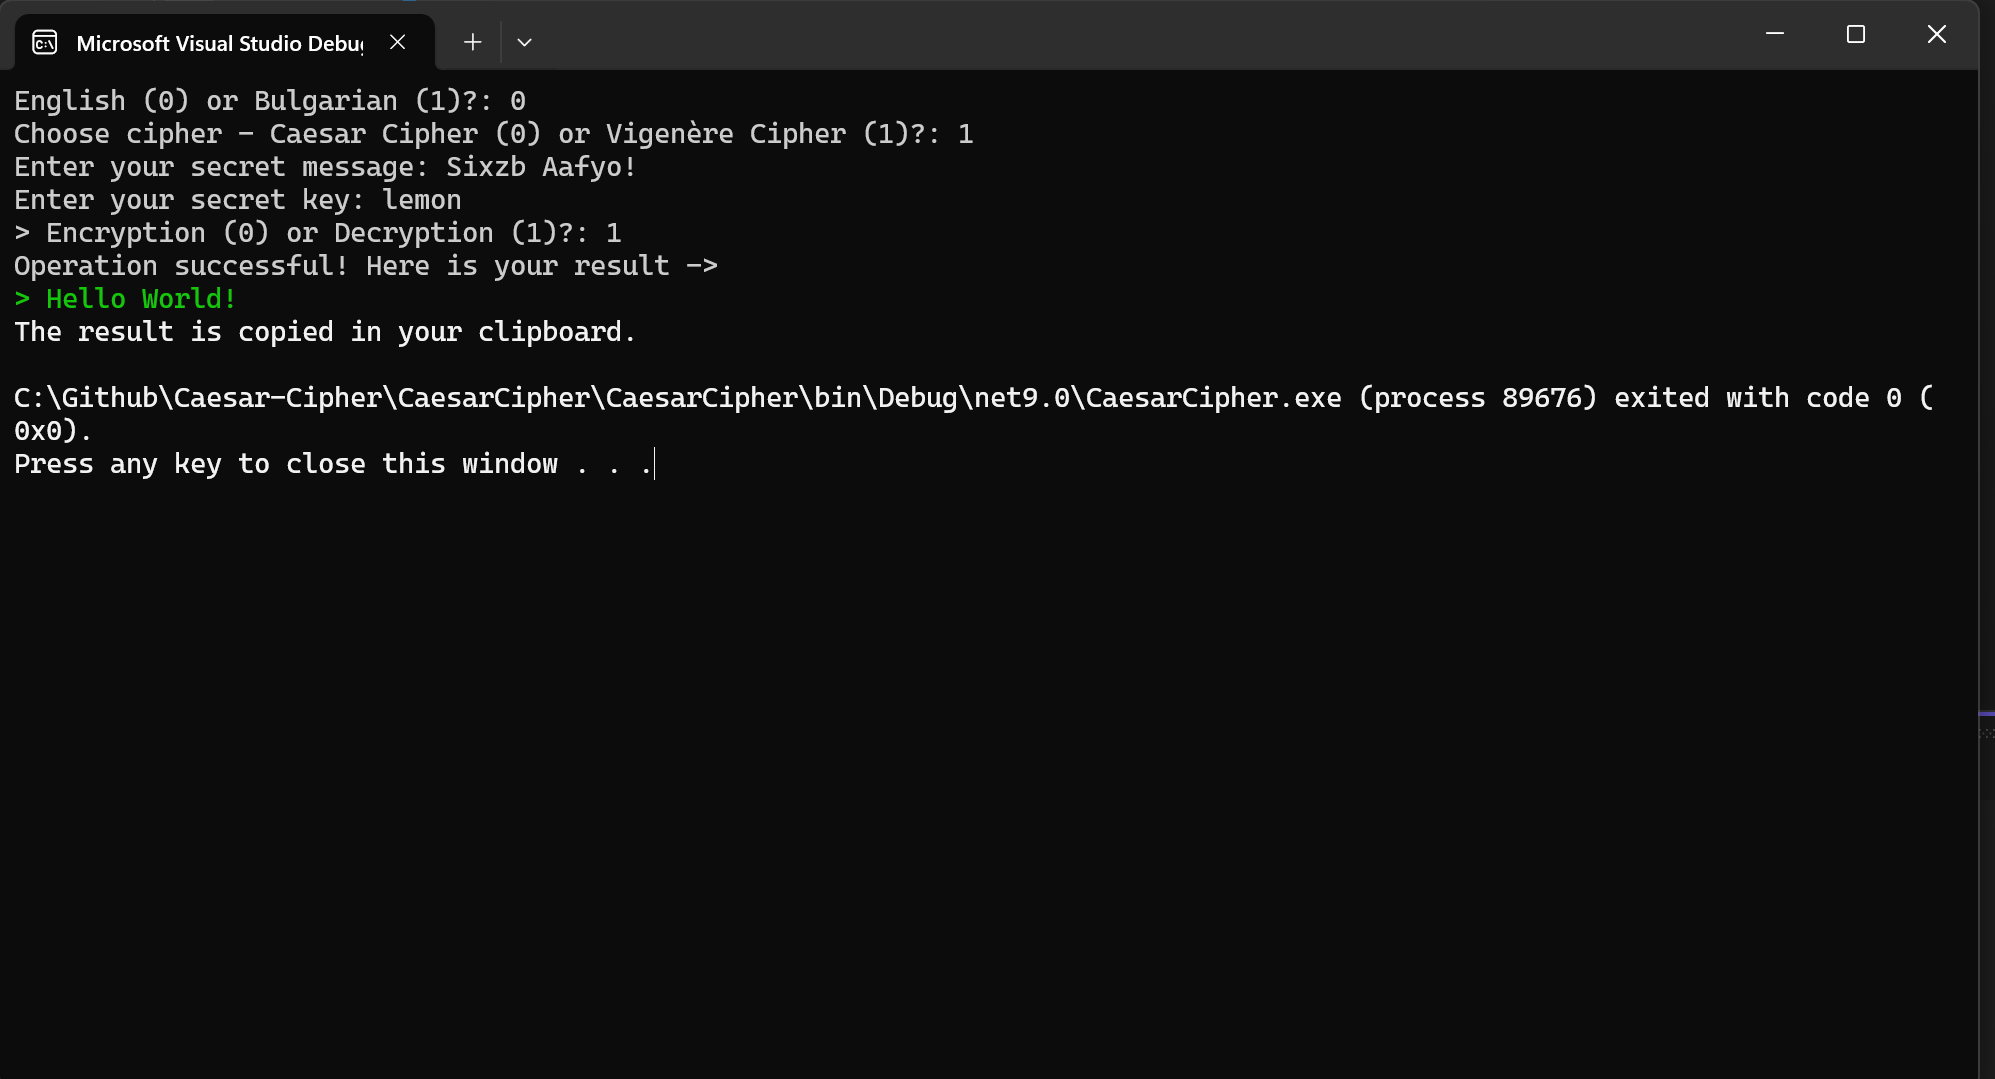 Microsoft Visual Studio Debu
English (0) or Bulgarian (1)?: 0
Choose cipher - Caesar Cipher (0) or Vigenère Cipher (1)?: 1
Enter your secret message: Sixzb Aafyo!
Enter your secret key: lemon
> Encryption (0) or Decryption (1)?: 1
Operation successful! Here is your result ->
> Hello World!
The result is copied in your clipboard.
C:\Github\Caesar-Cipher\CaesarCipher\CaesarCipher\bin\Debug\net9.0\CaesarCipher.exe (process 89676) exited with code 0 (
0x0).
Press any key to close this window . . .